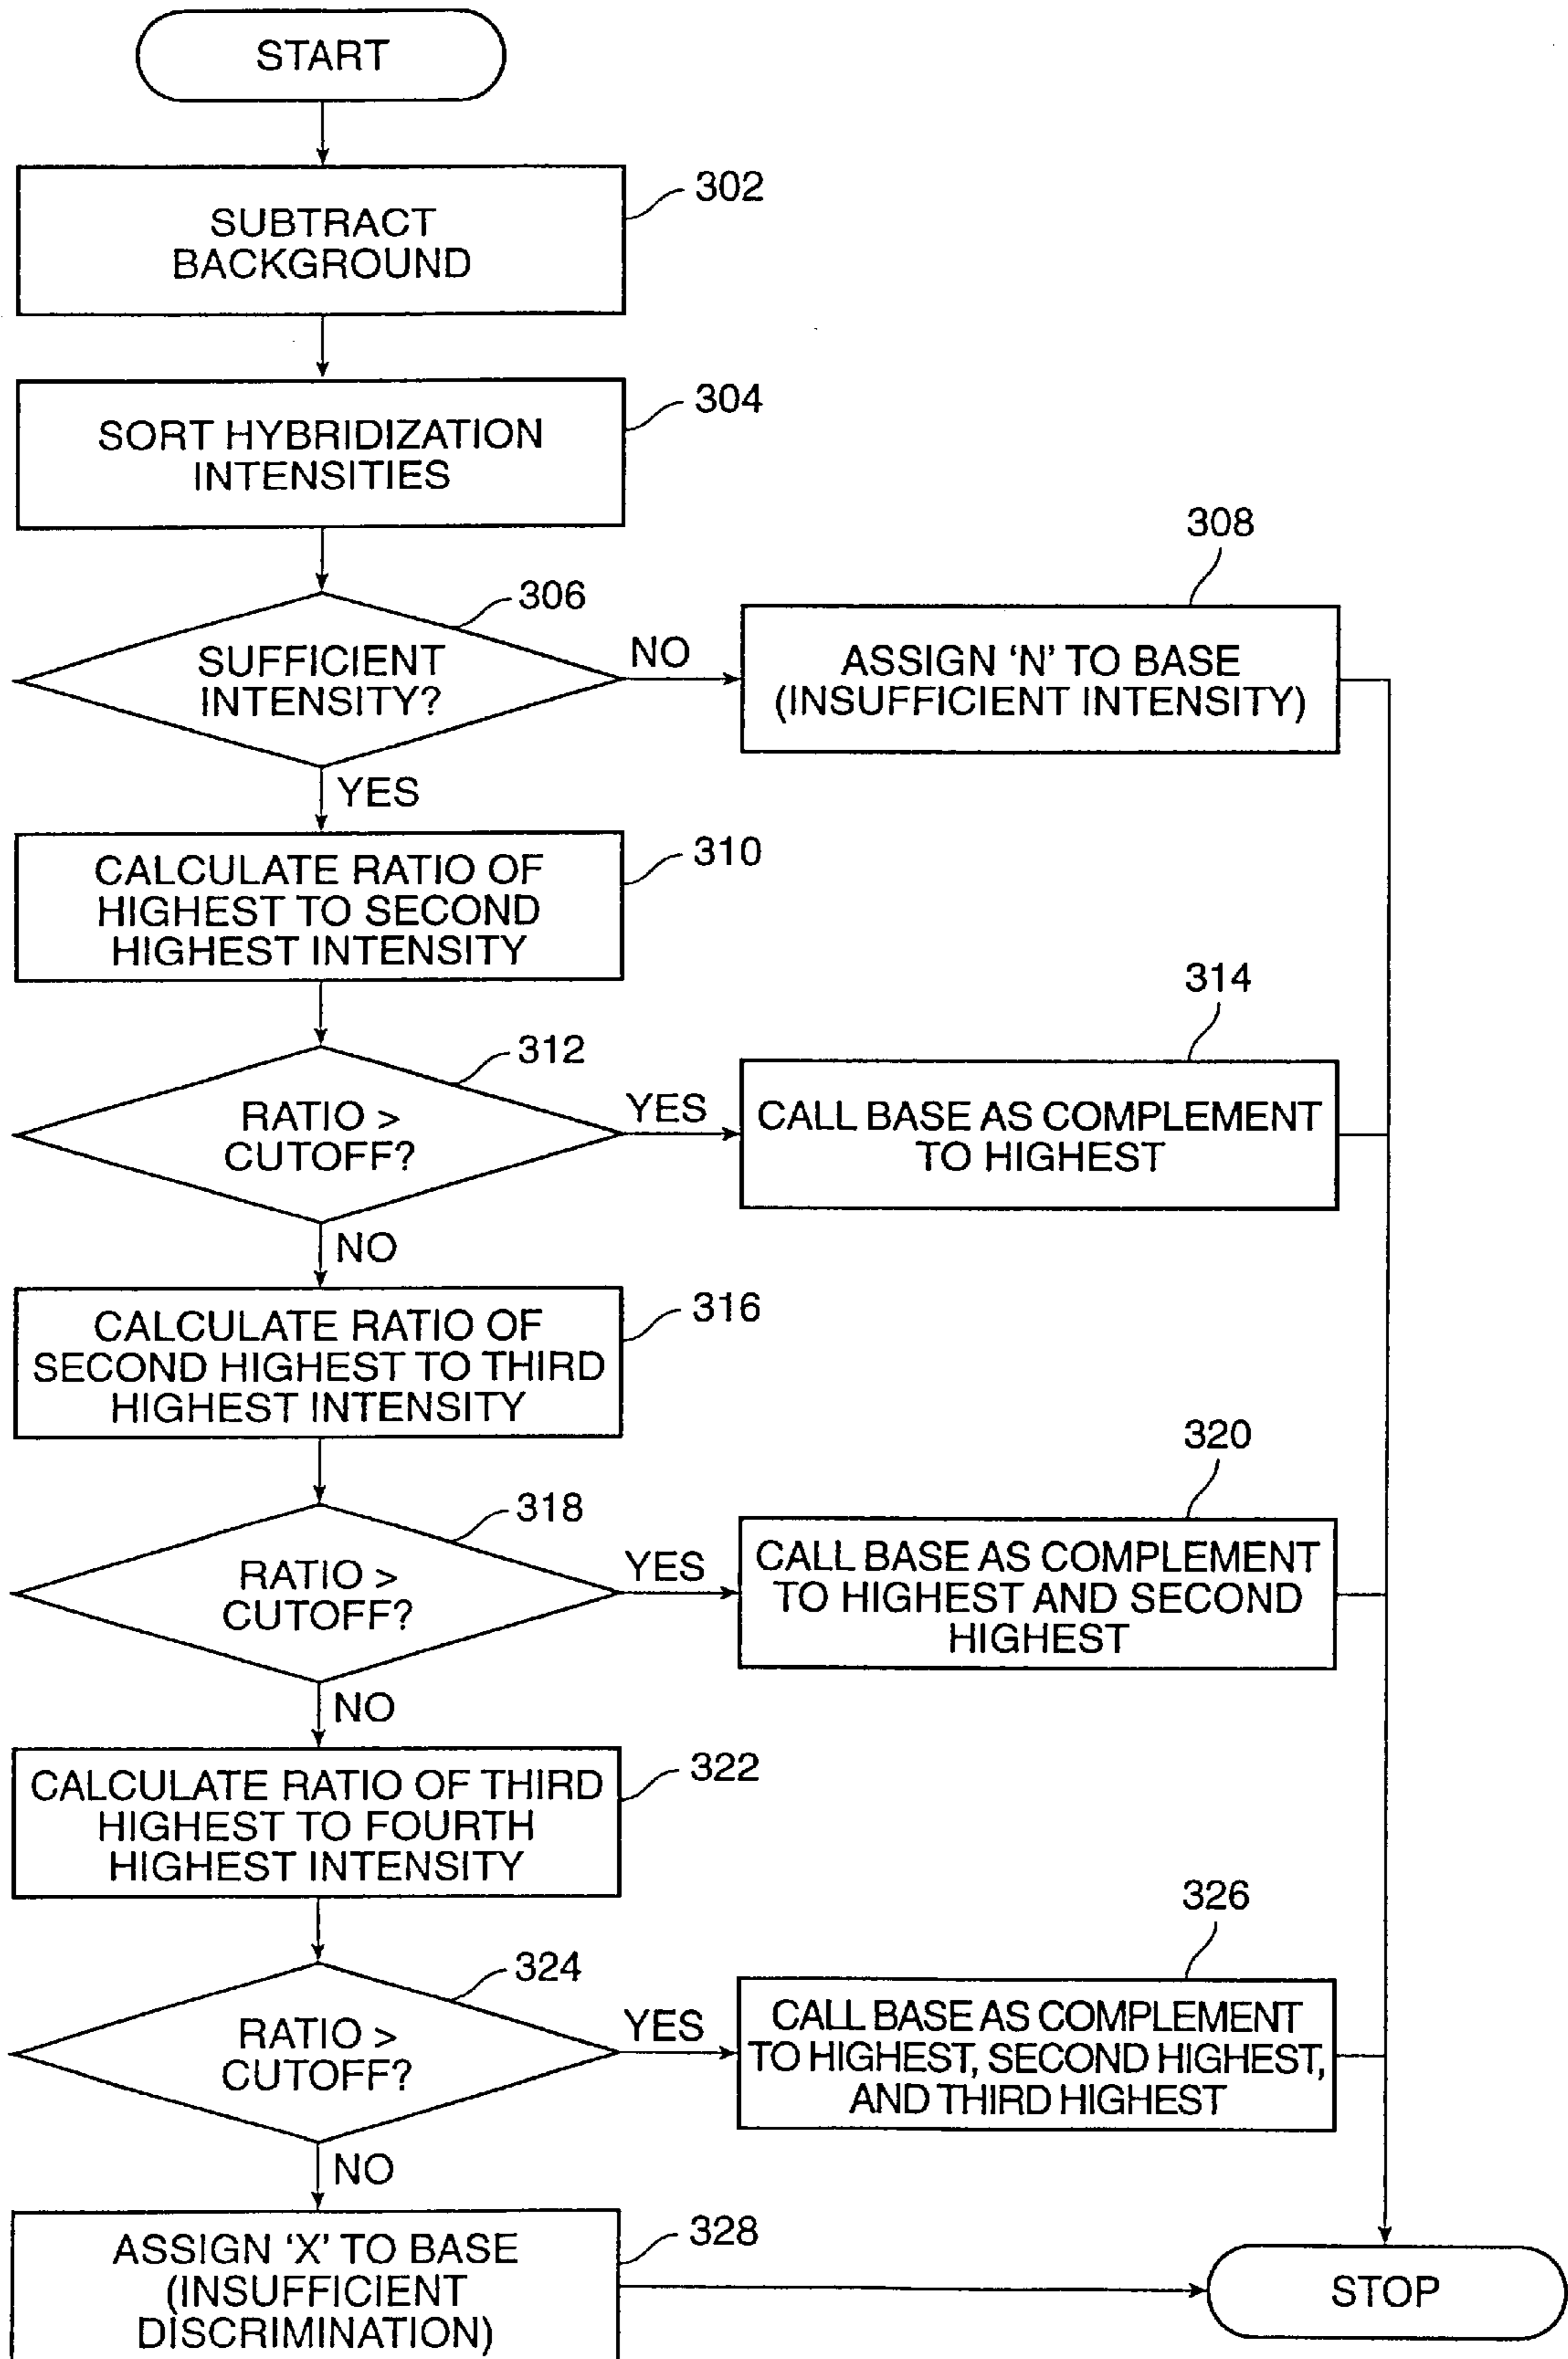 START
302
SUBTRACT
BACKGROUND
304
SORT HYBRIDIZATION
INTENSITIES
308
306
SUFFICIENT
INTENSITY?
NO
ASSIGN ‘N’ TO BASE
(INSUFFICIENT INTENSITY)
YES
310
CALCULATE RATIO OF
HIGHEST TO SECOND
HIGHEST INTENSITY
314
312
RATIO >
CUTOFF?
YES
CALL BASE AS COMPLEMENT
TO HIGHEST
NO
316
CALCULATE RATIO OF
SECOND HIGHEST TO THIRD
HIGHEST INTENSITY
320
318
RATIO >
CUTOFF?
YES
CALL BASE AS COMPLEMENT
TO HIGHEST AND SECOND
HIGHEST
NO
322
CALCULATE RATIO OF THIRD
HIGHEST TO FOURTH
HIGHEST INTENSITY
326
324
RATIO >
CUTOFF?
YES
CALL BASE AS COMPLEMENT
TO HIGHEST, SECOND HIGHEST,
AND THIRD HIGHEST
NO
328
ASSIGN ‘X’ TO BASE
(INSUFFICIENT
DISCRIMINATION)
STOP